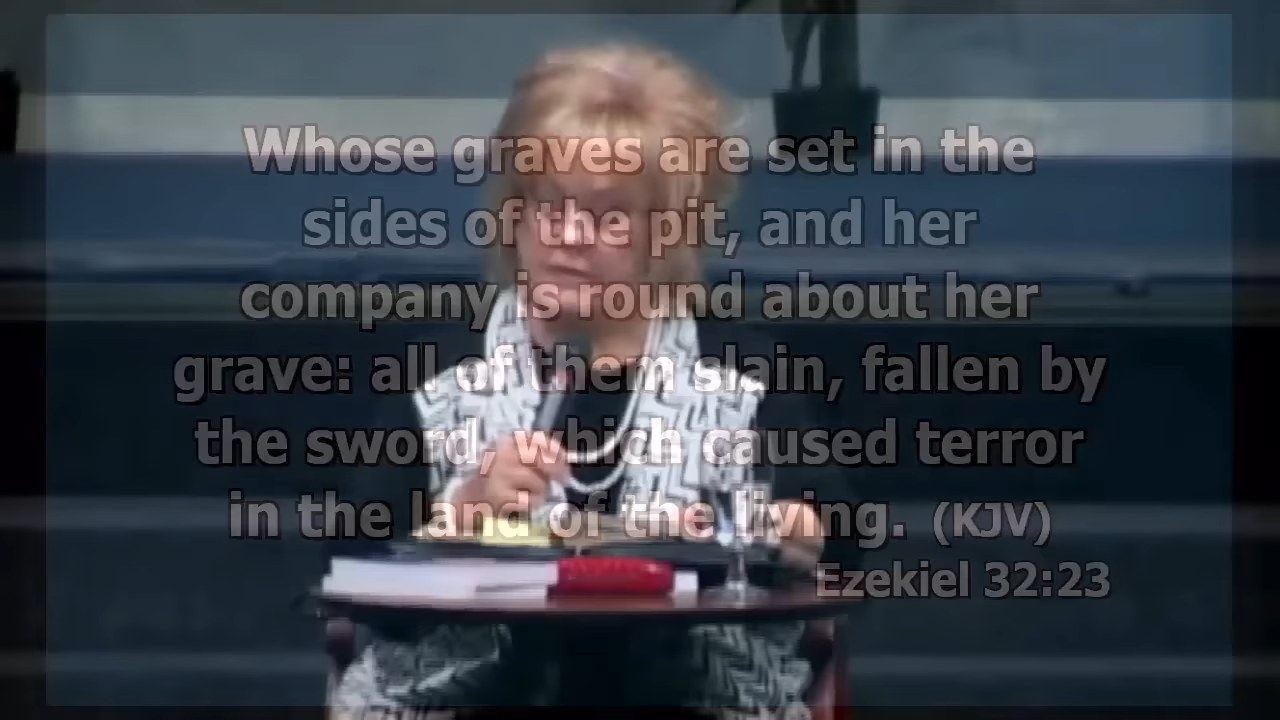 Whose graves are set in the
sides of the pit, and her
company is round about her
grave: all of them slain, fallen by
the sword, which caused terror
in the land of the living. (KJV)
Ezekiel 32:23